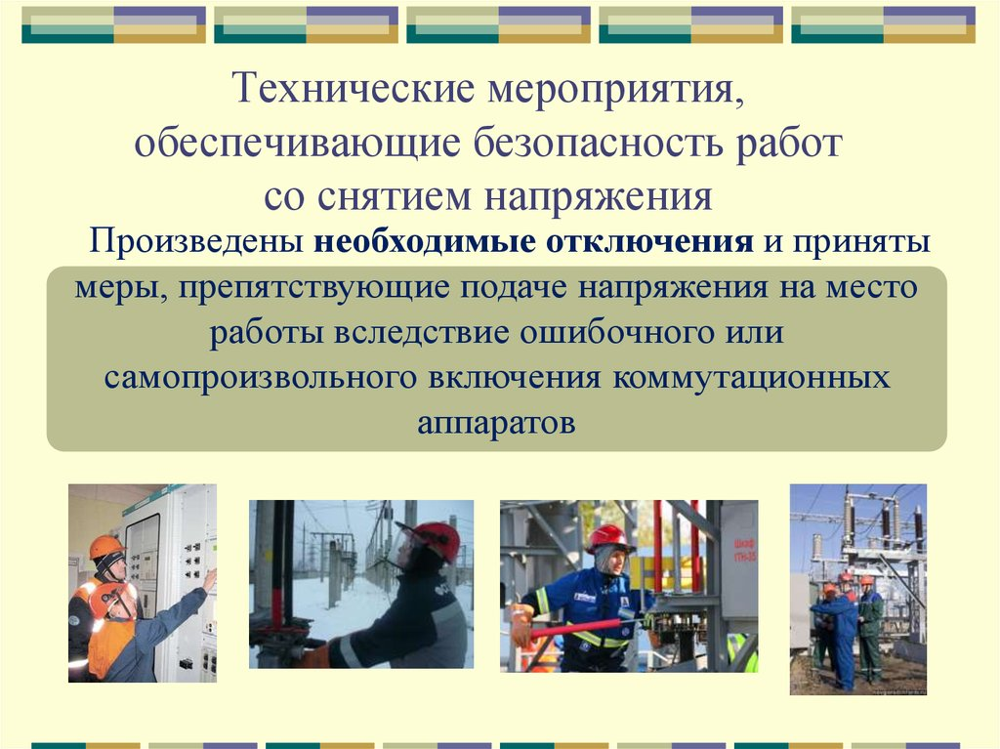 Технические мероприятия,
обеспечивающие безопасность работ
со снятием напряжения
Произведены необходимые отключения и приняты
меры, препятствующие подаче напряжения на место
работы вследствие ошибочного или
самопроизвольного включения коммутационных
аппаратов
Шкаф